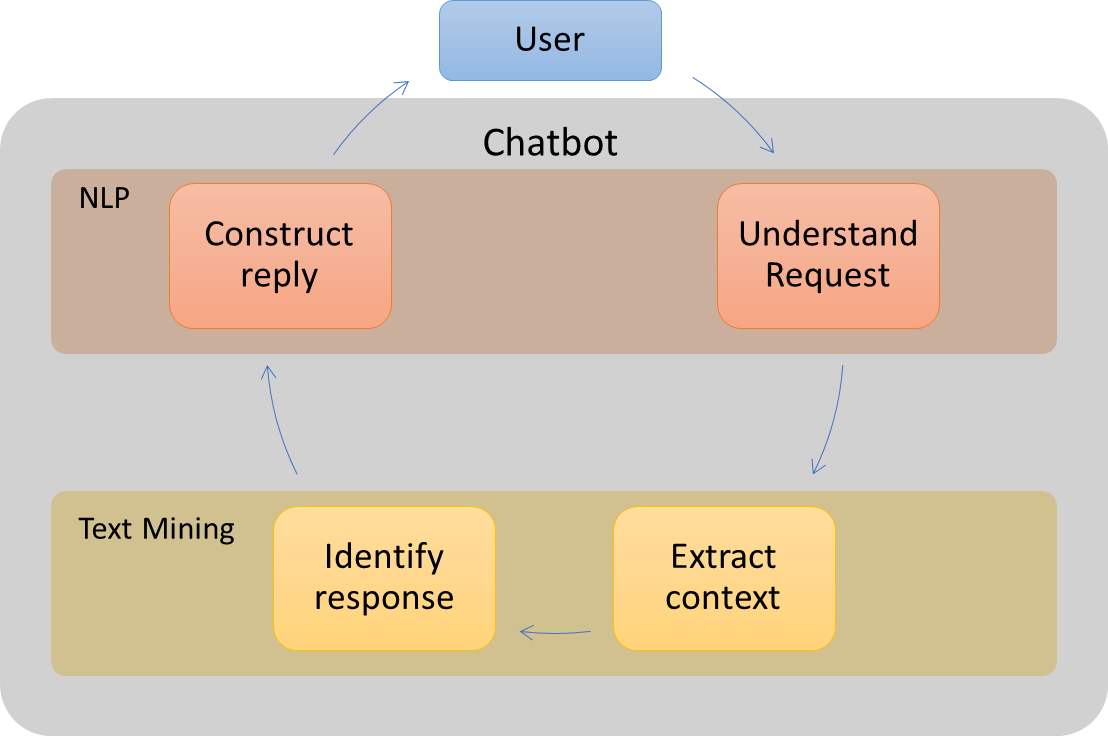 User
Chatbot
NLP
Construct
reply
Understand
Request
Text Mining
Identify
response
Extract
context